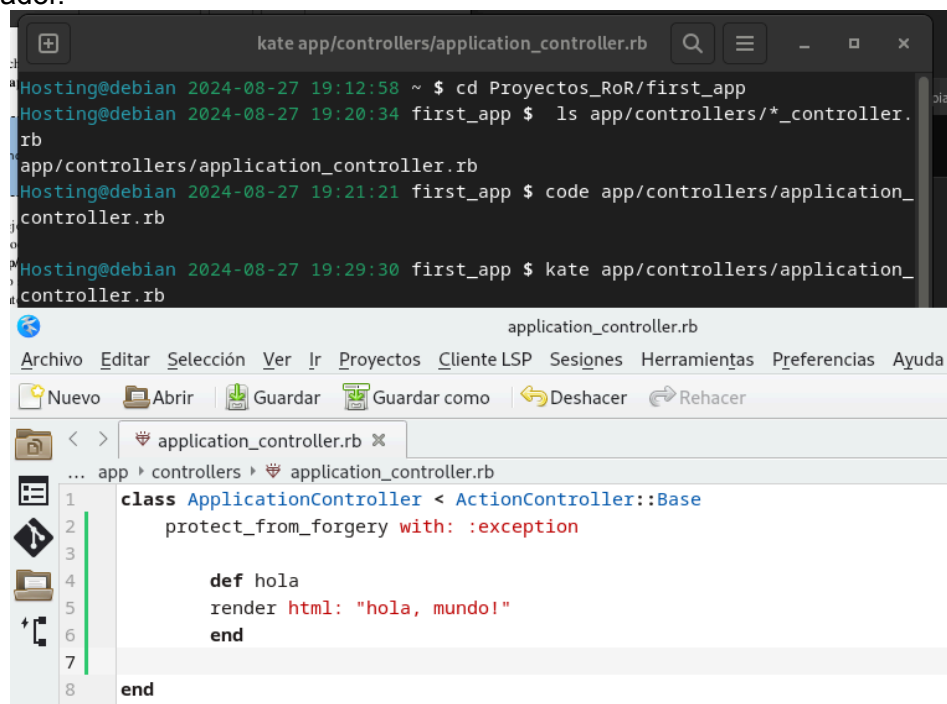 ador.
kate app/controllers/application_controller.rb
Hosting@debian 2024-08-27 19:12:58 ~ $ cd Proyectos_RoR/first_app
Hosting@debian 2024-08-27 19:20:34 first_app $  ls app/controllers/*_controller.
rb
app/controllers/application_controller.rb
Hosting@debian 2024-08-27 19:21:21 first_app $ code app/controllers/application_
controller.rb
Hosting@debian 2024-08-27 19:29:30 first_app $ kate app/controllers/application_
controller.rb
application_controller.rb
Archivo Editar Selección Ver Ir Proyectos Cliente LSP Sesiones Herramientas Preferencias Ayuda
Nuevo Abrir Guardar Guardar como Deshacer Rehacer
application_controller.rb
... app controllers application_controller.rb
1 class ApplicationController < ActionController::Base
2 protect_from_forgery with: :exception
3
4 def hola
5 render html: "hola, mundo!"
6 end
7
8 end